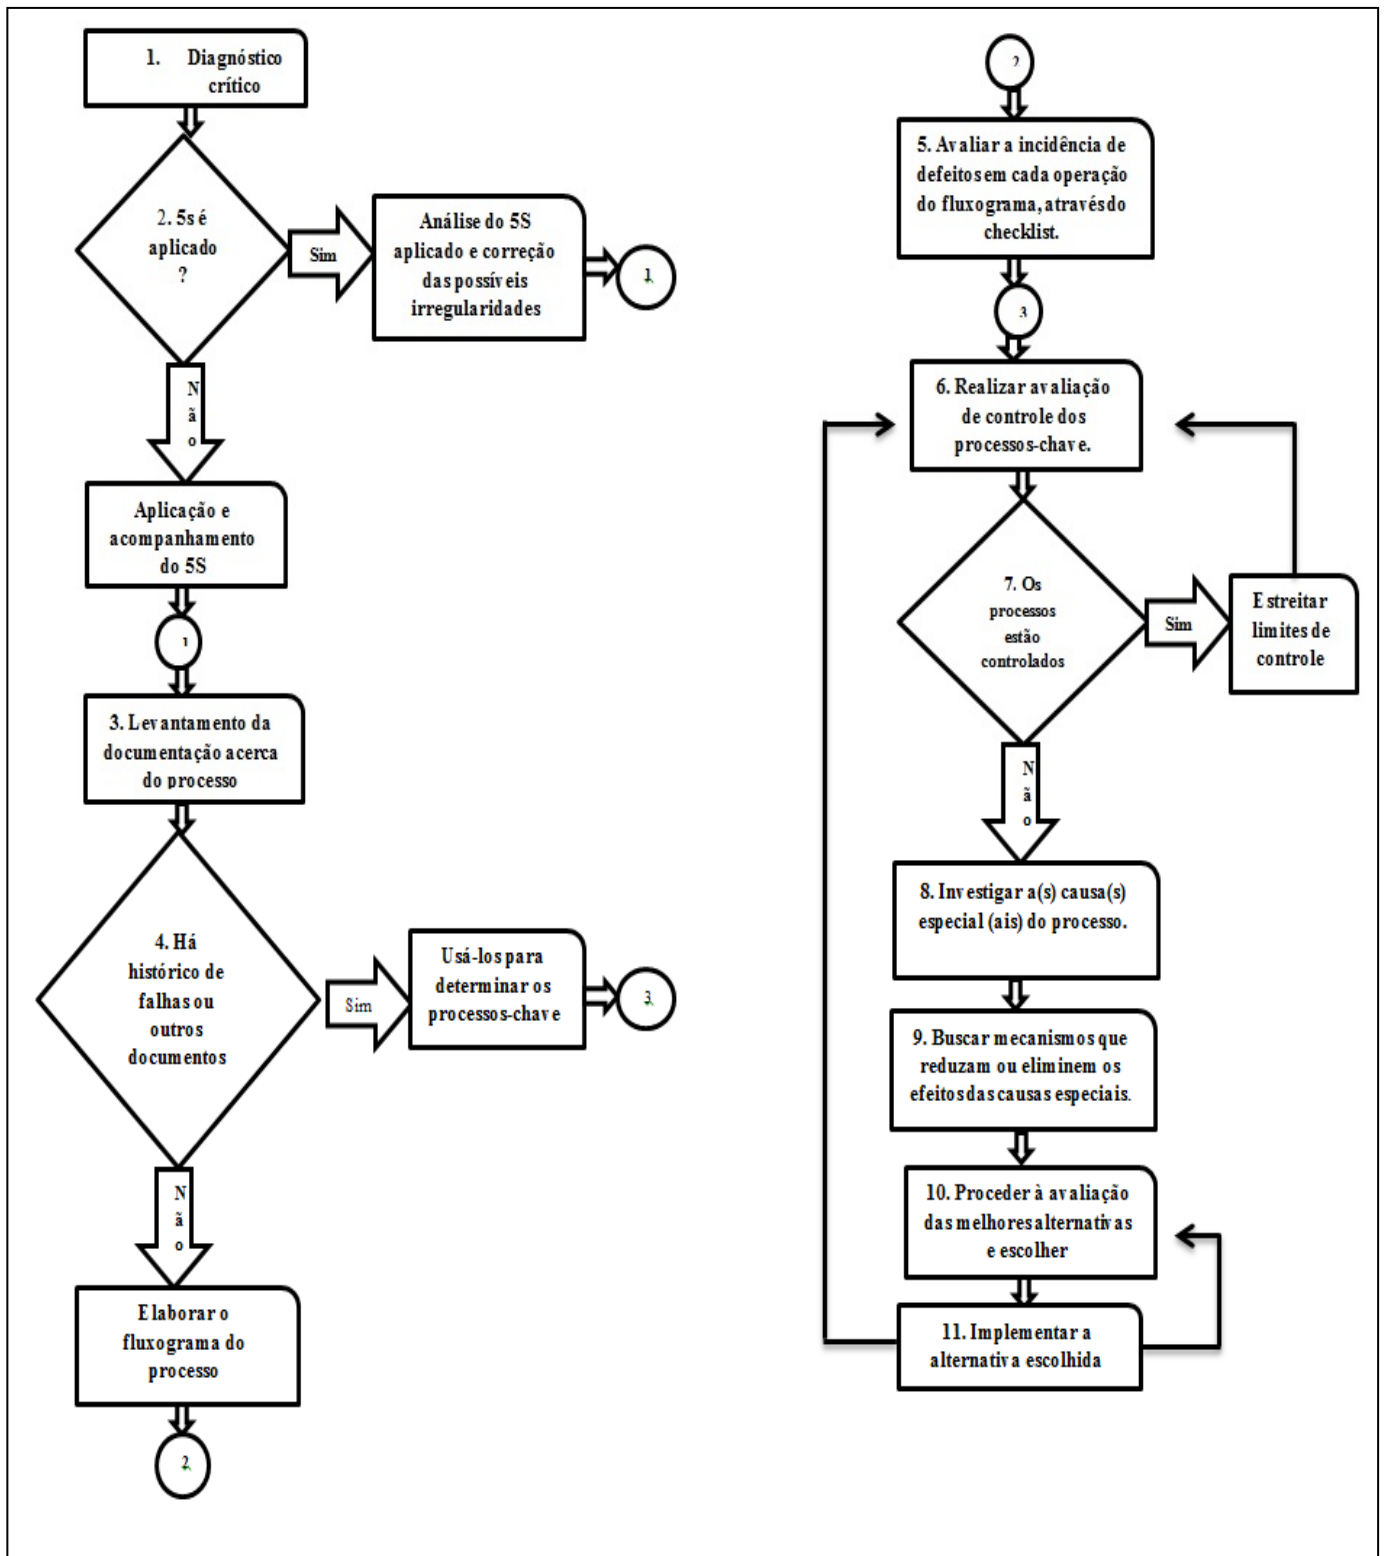 1. Diagnóstico
crítico
2. 5s é
aplicado
?
Sim
Análise do 5S
aplicado e correção
das possíveis
irregularidades
1
N
ã
o
Aplicação e
acompanhamento
do 5S
1
3. Levantamento da
documentação acerca
do processo
4. Há
histórico de
falhas ou
outros
documentos
Sim
Usá-los para
determinar os
processos-chave
3
N
ã
o
Elaborar o
fluxograma do
processo
2
2
5. Avaliar a incidência de
defeitos em cada operação
do fluxograma, através do
checklist.
3
6. Realizar avaliação
de controle dos
processos-chave.
7. Os
processos
estão
controlados
Sim
Estreitar
limites de
controle
N
ã
o
8. Investigar a(s) causa(s)
especial (ais) do processo.
9. Buscar mecanismos que
reduzam ou eliminem os
efeitos das causas especiais.
10. Proceder à avaliação
das melhores alternativas
e escolher
11. Implementar a
alternativa escolhida